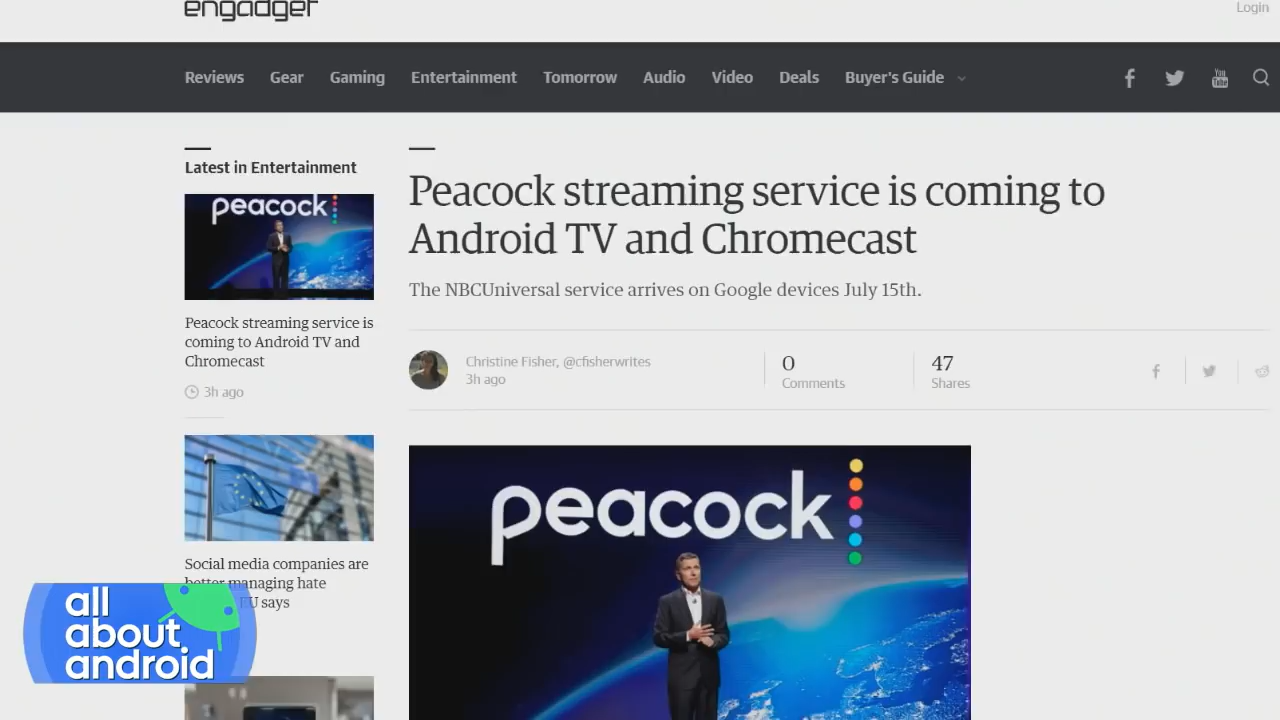 engadget
Login
Reviews Gear Gaming Entertainment Tomorrow Audio Video Deals Buyer's Guide
You
Tube
Latest in Entertainment
peacock
Peacock streaming service is
coming to Android TV and
Chromecast
3h ago
Social media companies are
better managing hate
EU says
Peacock streaming service is coming to
Android TV and Chromecast
The NBCUniversal service arrives on Google devices July 15th.
Christine Fisher, @cfisherwrites
3h ago
0
Comments
47
Shares
peacock
all
about
android